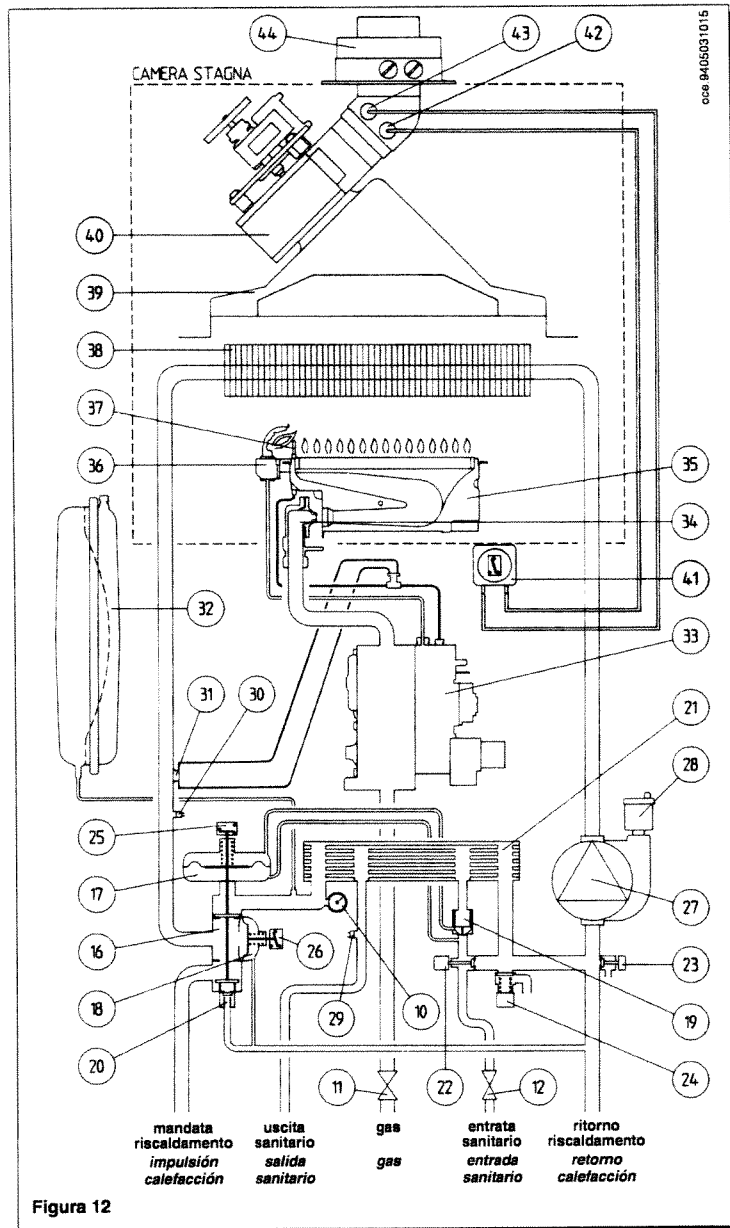 oce.9405031015
44
43
42
CAMERA STAGNA
40
39
38
37
36
35
34
41
32
33
31
30
21
28
25
17
27
16
26
23
18
29
10
19
20
11
22
12
24
mandata riscaldamento
impulsión calefacción
uscita sanitario
salida sanitario
gas
gas
entrata sanitario
entrada sanitario
ritorno riscaldamento
retorno calefacción
Figura 12